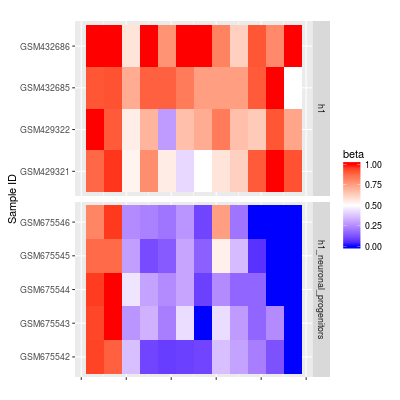 GSM432686
GSM432685
GSM429322
GSM429321
h1
GSM675546
GSM675545
GSM675544
GSM675543
GSM675542
h1_neuronal_progenitors
Sample ID
beta
1.00
0.75
0.50
0.25
0.00